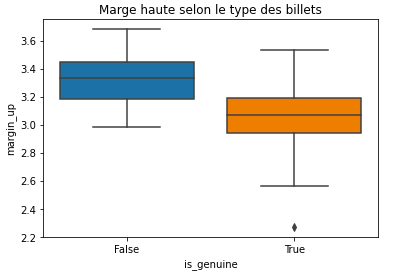 Marge haute selon le type des billets
3.6
3.4
3.2
3.0
2.8
2.6
2.4
2.2
margin_up
False
True
is_genuine